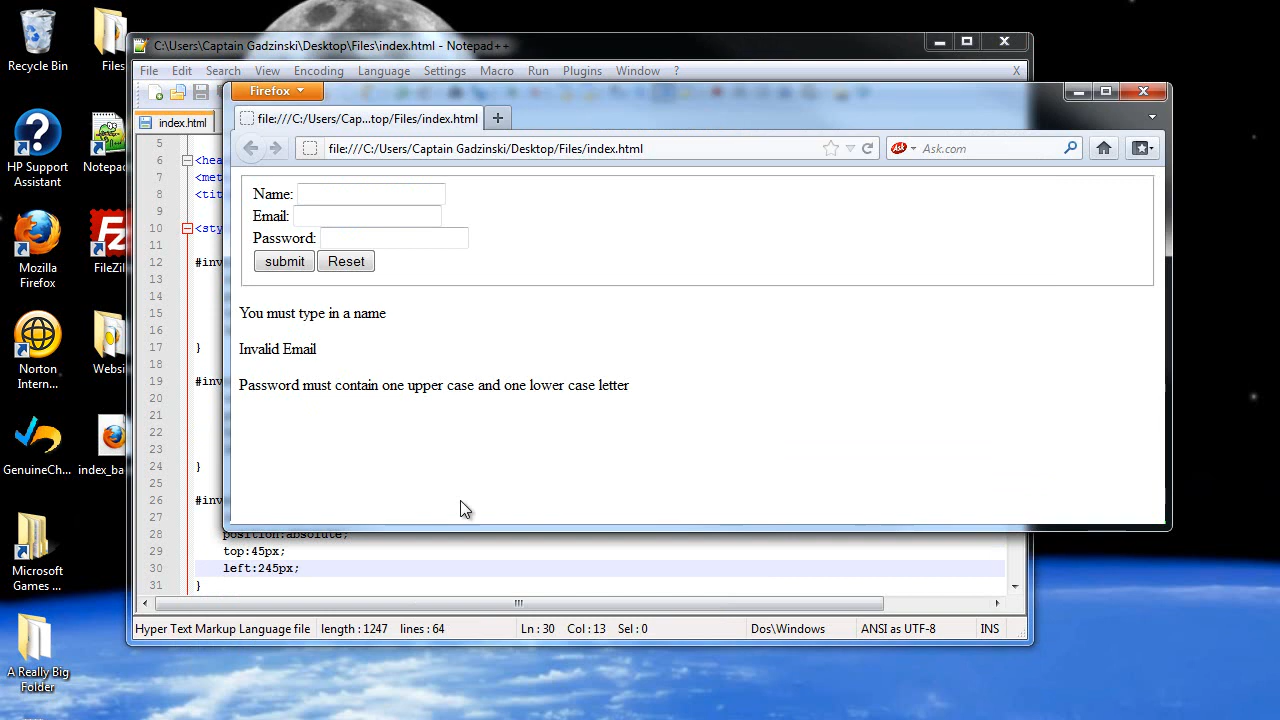 Recycle Bin
Files
HP Support
Assistant
Notepad
Mozilla
Firefox
FileZil
Norton
Intern...
Websi
GenuineCh...
index_ba
Microsoft
Games ...
A Really Big
Folder
C:\Users\Captain Gadzinski\Desktop\Files\index.html - Notepad++
File Edit Search View Encoding Language Settings Macro Run Plugins Window ? X
index.html
5
6 <hea
7 <met
8 <tit
9
10 <sty
11
12 #inv
13
14
15
16
17 }
18
19 #inv
20
21
22
23
24 }
25
26 #inv
27
28 position:absolute;
29 top:45px;
30 left:245px;
31 }
Hyper Text Markup Language file length : 1247 lines : 64 Ln : 30 Col : 13 Sel : 0 Dos\Windows ANSI as UTF-8 INS
Firefox
file:///C:/Users/Cap...top/Files/index.html
file:///C:/Users/Captain Gadzinski/Desktop/Files/index.html
Ask Ask.com
Name:
Email:
Password:
submit Reset
You must type in a name
Invalid Email
Password must contain one upper case and one lower case letter